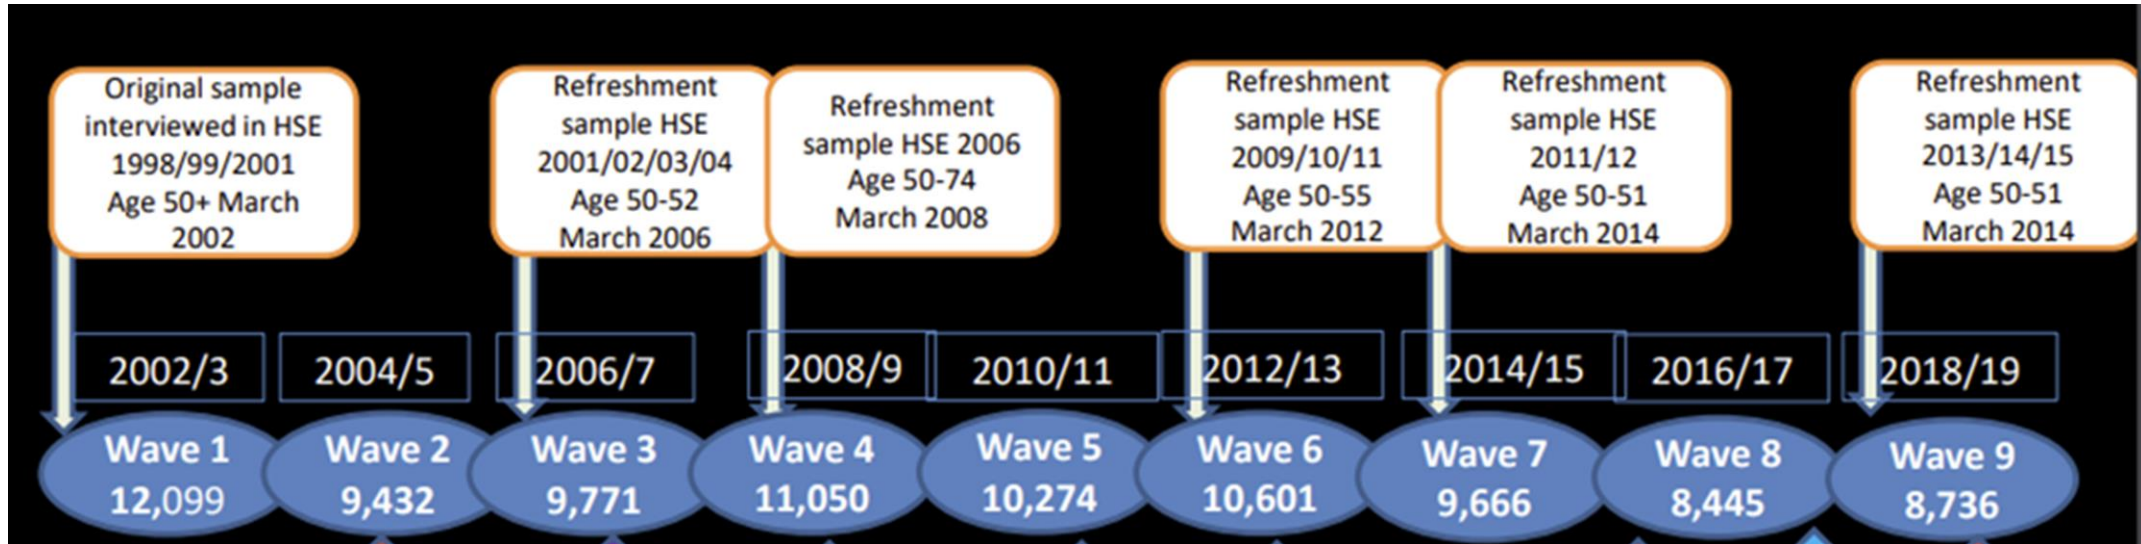 Original sample
interviewed in HSE
1998/99/2001
Age 50+ March
2002
Refreshment
sample HSE
2001/02/03/04
Age 50-52
March 2006
Refreshment
sample HSE 2006
Age 50-74
March 2008
Refreshment
sample HSE
2009/10/11
Age 50-55
March 2012
Refreshment
sample HSE
2011/12
Age 50-51
March 2014
Refreshment
sample HSE
2013/14/15
Age 50-51
March 2014
2002/3
2004/5
2006/7
2008/9
2010/11
2012/13
2014/15
2016/17
2018/19
Wave 1
12,099
Wave 2
9,432
Wave 3
9,771
Wave 4
11,050
Wave 5
10,274
Wave 6
10,601
Wave 7
9,666
Wave 8
8,445
Wave 9
8,736